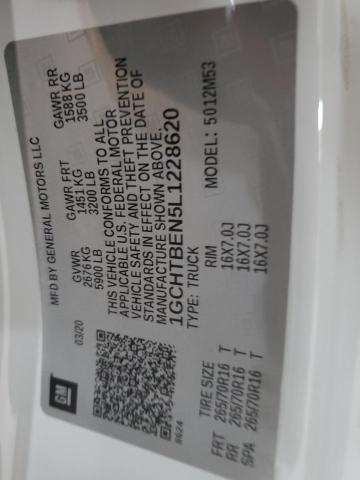 GM
MFD BY GENERAL MOTORS LLC
03/20
GVWR GAWR FRT GAWR RR
2676 KG 1451 KG 1588 KG
5900 LB 3200 LB 3500 LB
THIS VEHICLE CONFORMS TO ALL
APPLICABLE U.S. FEDERAL MOTOR
VEHICLE SAFETY AND THEFT PREVENTION
STANDARDS IN EFFECT ON THE DATE OF
MANUFACTURE SHOWN ABOVE.
1GCHTBEN5L1228620
TYPE: TRUCK MODEL: 5012M53
8624
TIRE SIZE RIM
FRT 265/70R16 T 16X7.0J
RR 265/70R16 T 16X7.0J
SPA 265/70R16 T 16X7.0J